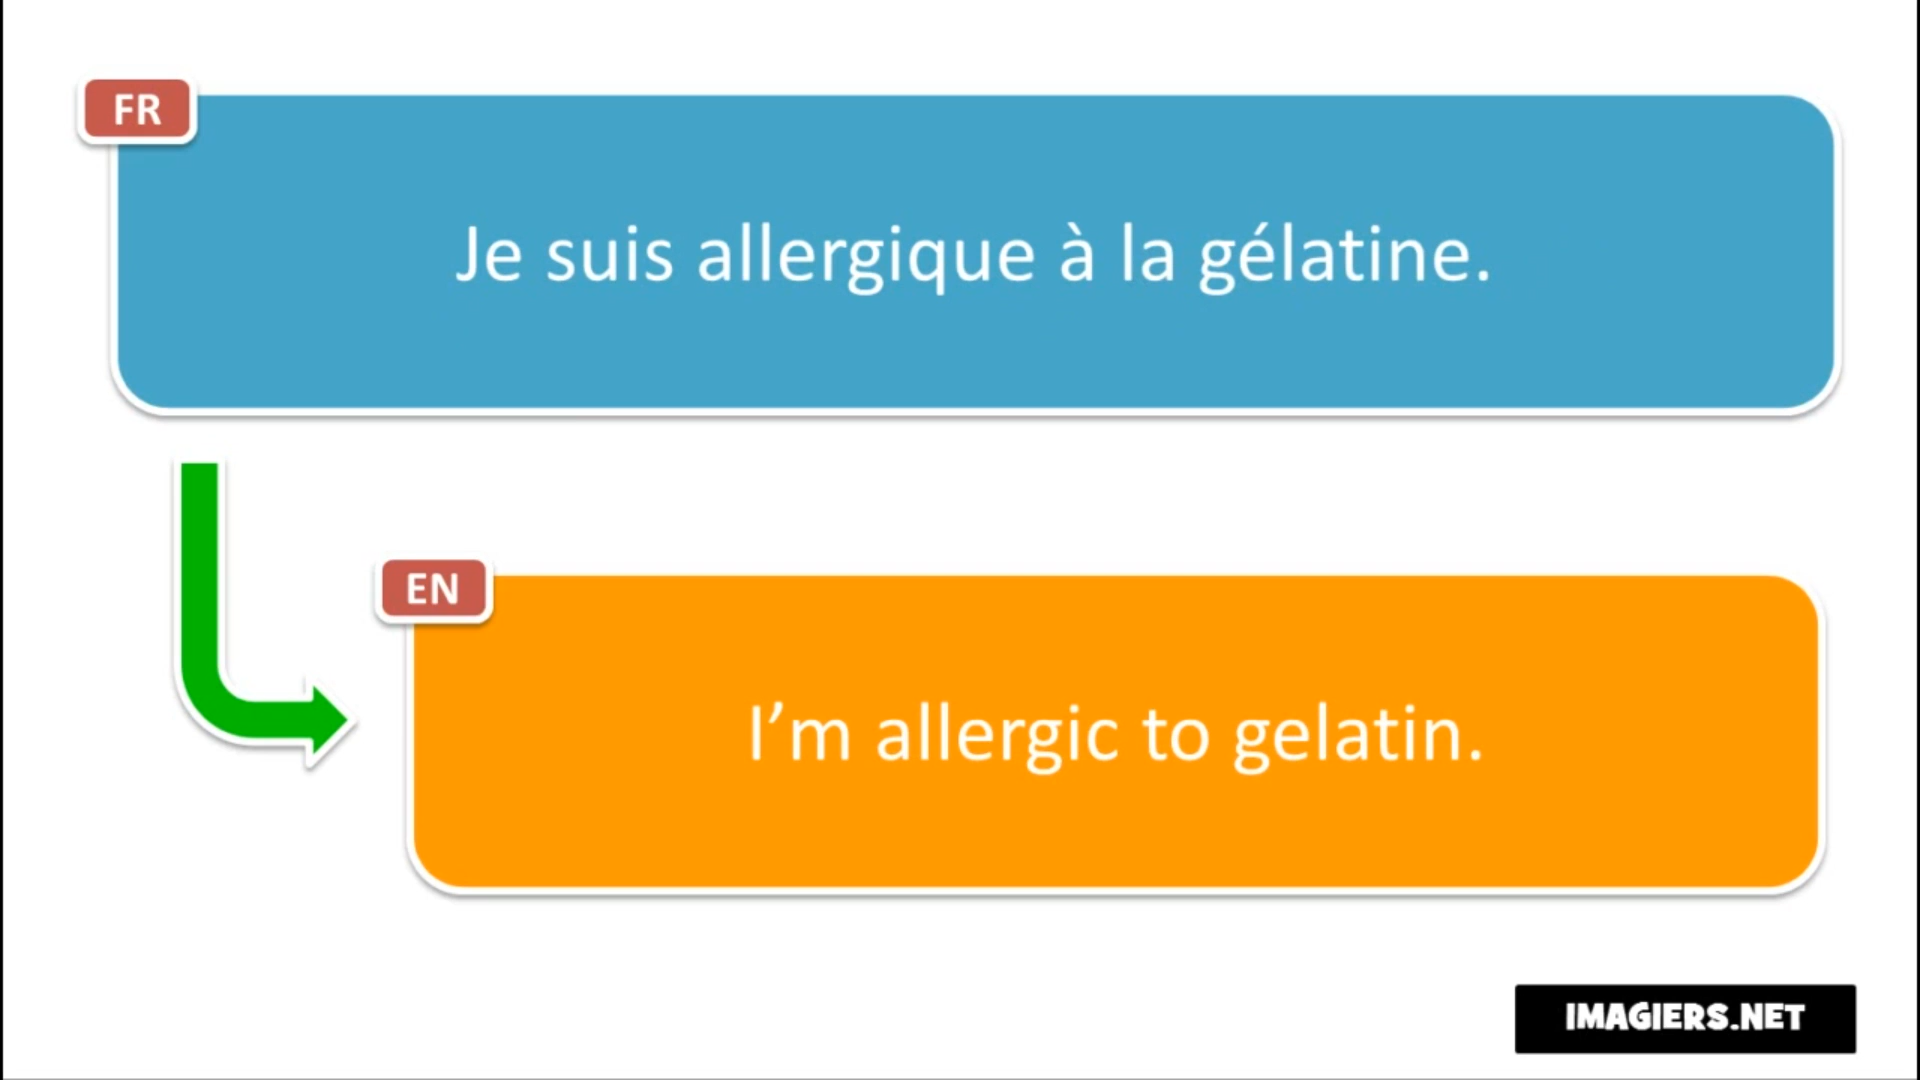 FR
Je suis allergique à la gélatine.
EN
I’m allergic to gelatin.
IMAGIERS.NET